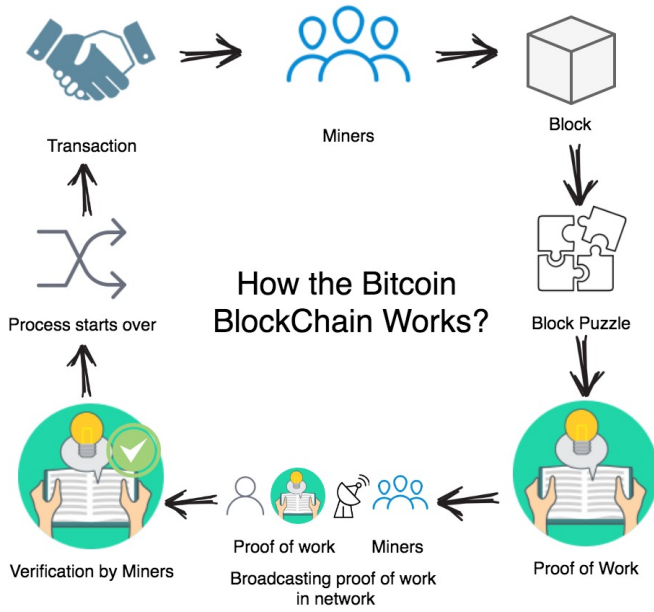 Transaction
Miners
Block
Process starts over
How the Bitcoin
BlockChain Works?
Block Puzzle
Verification by Miners
Proof of work
Miners
Broadcasting proof of work
in network
Proof of Work